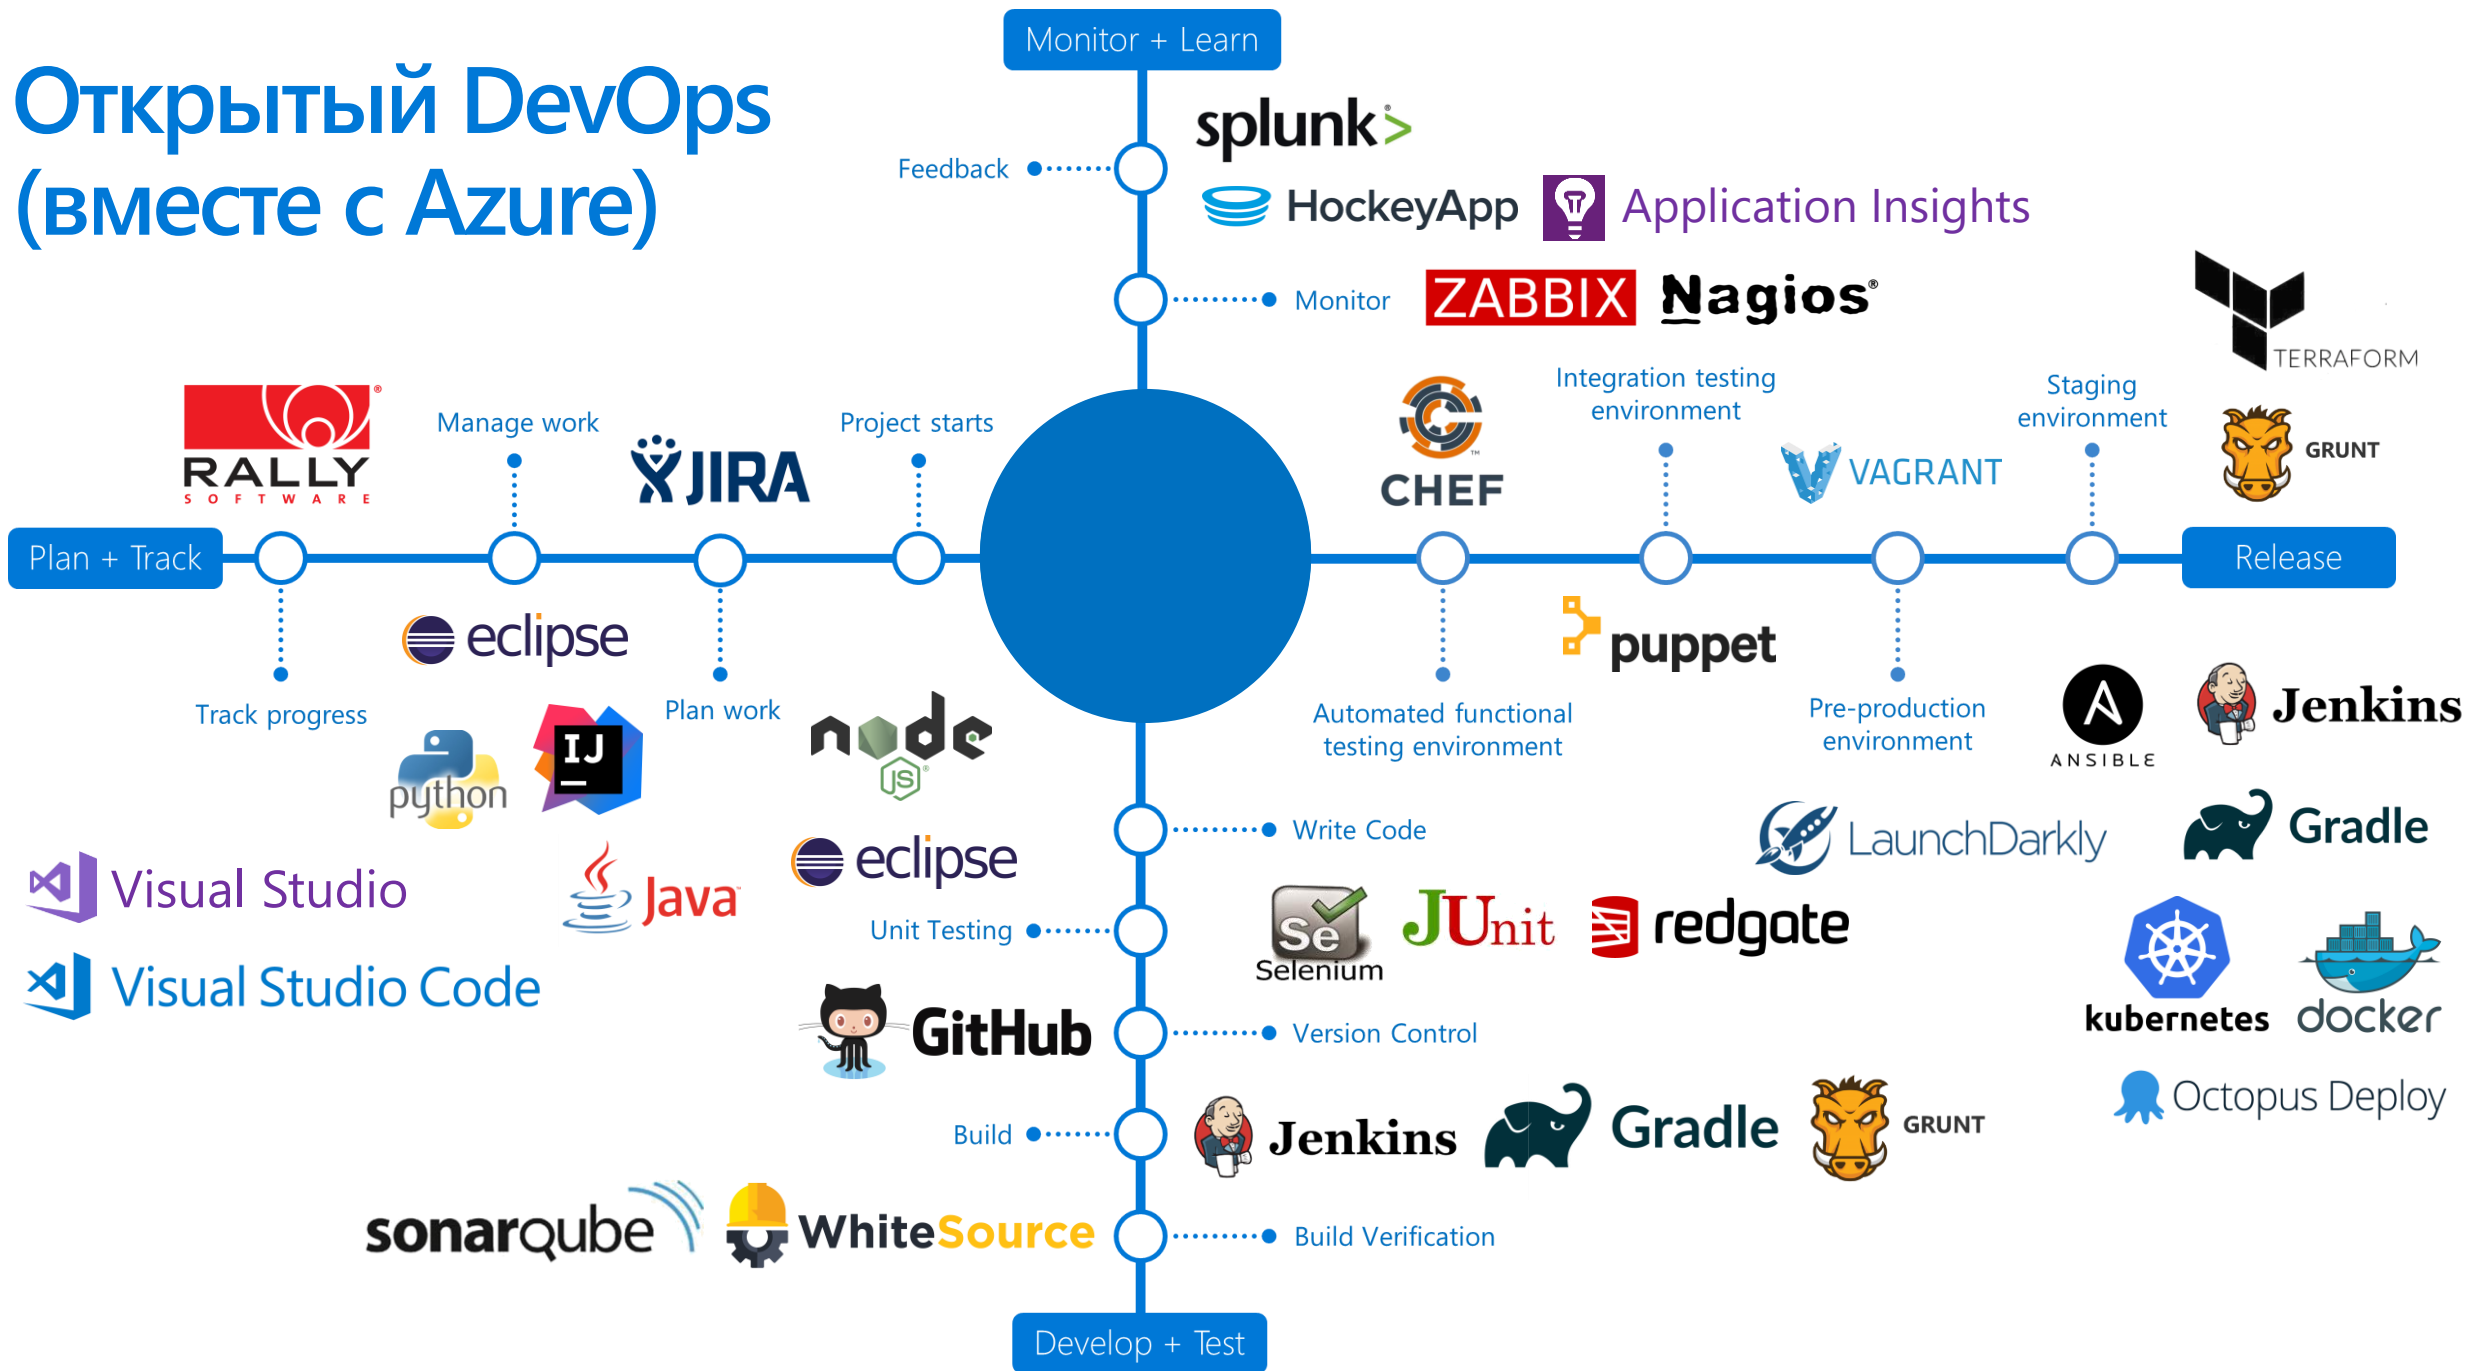 Открытый DevOps
(вместе с Azure)
Monitor + Learn
splunk>
Feedback
HockeyApp
Application Insights
Monitor
ZABBIX
Nagios®
TERRAFORM
RALLY®
SOFTWARE
Manage work
JIRA
Project starts
CHEF™
Integration testing
environment
VAGRANT
Staging
environment
GRUNT
Plan + Track
Release
eclipse
puppet
Track progress
python
IJ
Plan work
node
JS®
Automated functional
testing environment
Pre-production
environment
A
ANSIBLE
Jenkins
Write Code
LaunchDarkly
Gradle
Visual Studio
Java™
eclipse
Unit Testing
Se
Selenium
JUnit
redgate
Visual Studio Code
GitHub
Version Control
kubernetes
docker
Octopus Deploy
Build
Jenkins
Gradle
GRUNT
sonarqube
WhiteSource
Build Verification
Develop + Test